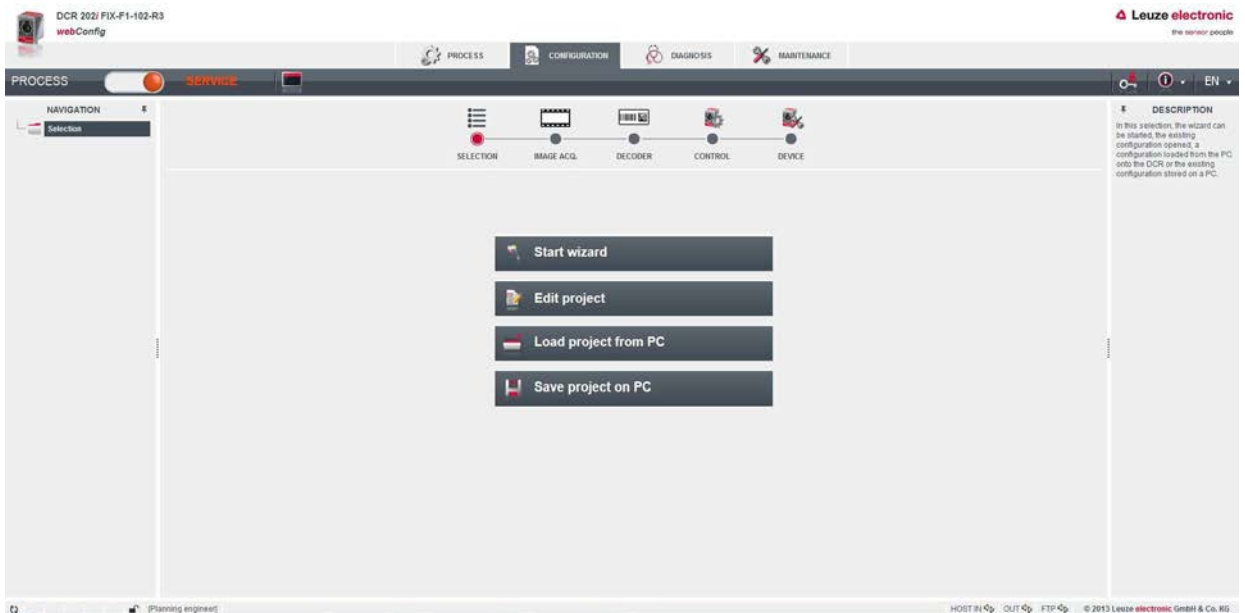 DCR 202i FIX-F1-102-R3
webConfig
Leuze electronic
the sensor people
PROCESS
CONFIGURATION
DIAGNOSIS
MAINTENANCE
PROCESS
SERVICE
EN
NAVIGATION
Selection
SELECTION
IMAGE ACQ.
DECODER
CONTROL
DEVICE
Start wizard
Edit project
Load project from PC
Save project on PC
DESCRIPTION
In this selection, the wizard can
be started, the existing
configuration opened, a
configuration loaded from the PC
onto the DCR or the existing
configuration stored on a PC.
[Planning engineer]
HOST IN OUT FTP
© 2013 Leuze electronic GmbH & Co. KG